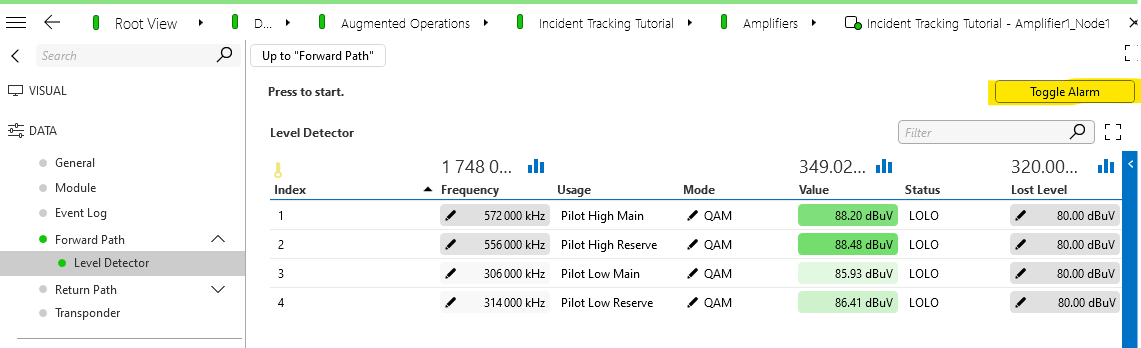 Root View D... Augmented Operations Incident Tracking Tutorial Amplifiers Incident Tracking Tutorial - Amplifier1_Node1
Search Up to "Forward Path"
VISUAL Press to start. Toggle Alarm
DATA Level Detector Filter
General 1 748 0... 349.02... 320.00...
Module Index Frequency Usage Mode Value Status Lost Level
Event Log 1 572 000 kHz Pilot High Main QAM 88.20 dBuV LOLO 80.00 dBuV
Forward Path 2 556 000 kHz Pilot High Reserve QAM 88.48 dBuV LOLO 80.00 dBuV
Level Detector 3 306 000 kHz Pilot Low Main QAM 85.93 dBuV LOLO 80.00 dBuV
Return Path 4 314 000 kHz Pilot Low Reserve QAM 86.41 dBuV LOLO 80.00 dBuV
Transponder